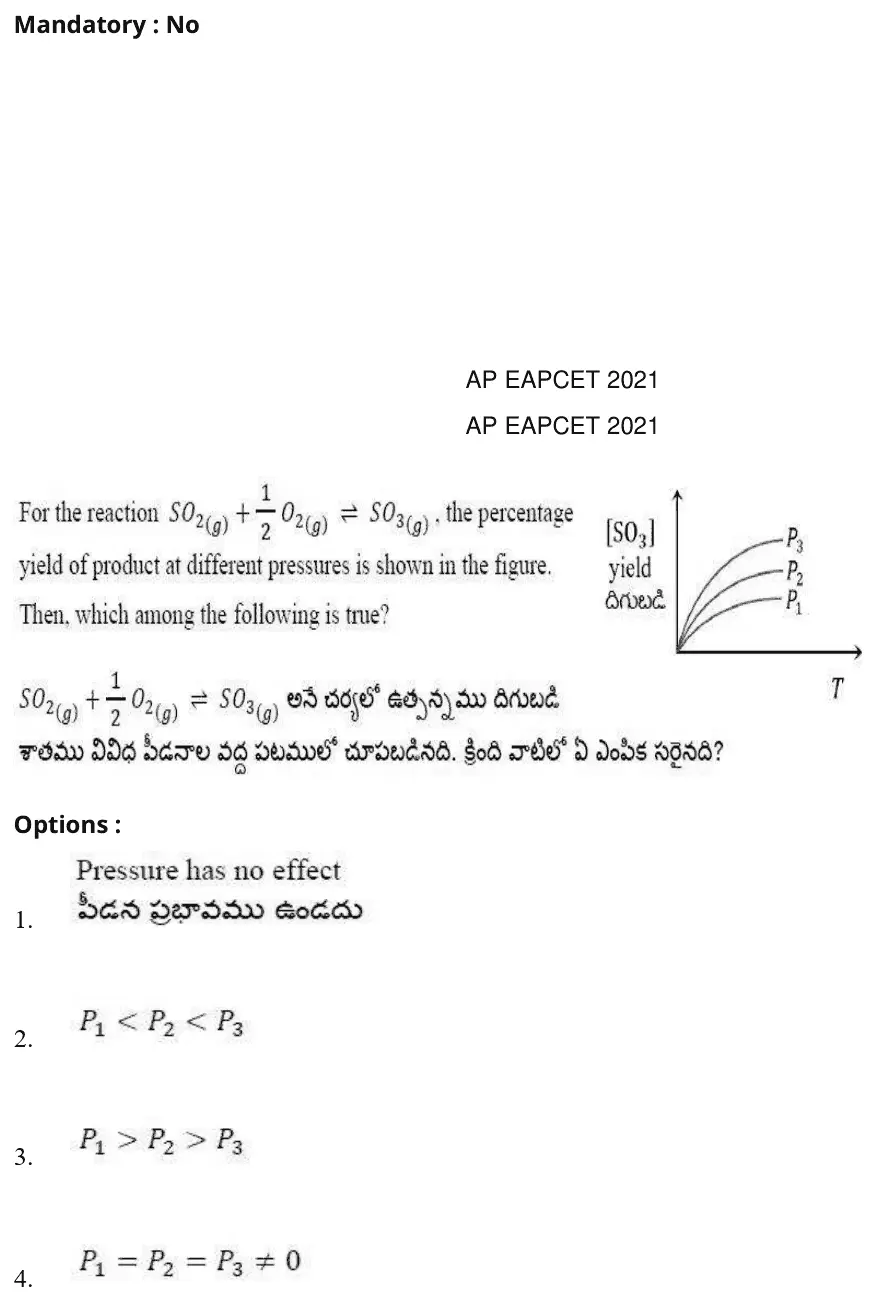 Mandatory : No
AP EAPCET 2021
AP EAPCET 2021
For the reaction SO₂(g) + 1/2 O₂(g) ⇌ SO₃(g), the percentage
yield of product at different pressures is shown in the figure.
Then, which among the following is true?
[SO₃]
yield
దిగుబడి
P₃
P₂
P₁
T
SO₂(g) + 1/2 O₂(g) ⇌ SO₃(g) అనే చర్యలో ఉత్పన్నము దిగుబడి
శాతము వివిధ పీడనాల వద్ద పటములో చూపబడినది. క్రింది వాటిలో ఏ ఎంపిక సరైనది?
Options :
Pressure has no effect
1. పీడన ప్రభావము ఉండదు
2. P₁ < P₂ < P₃
3. P₁ > P₂ > P₃
4. P₁ = P₂ = P₃ ≠ 0